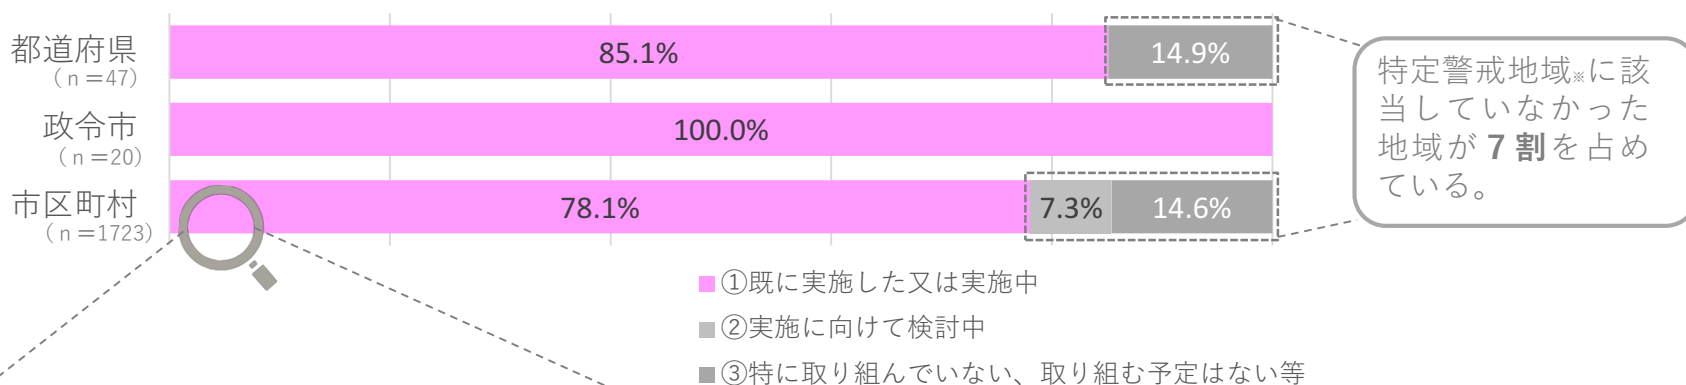 都道府県
（n＝47）
85.1%
14.9%
政令市
（n＝20）
100.0%
市区町村
（n＝1723）
78.1%
7.3%
14.6%
特定警戒地域※に該
当していなかった
地域が７割を占め
ている。
①既に実施した又は実施中
②実施に向けて検討中
③特に取り組んでいない、取り組む予定はない等